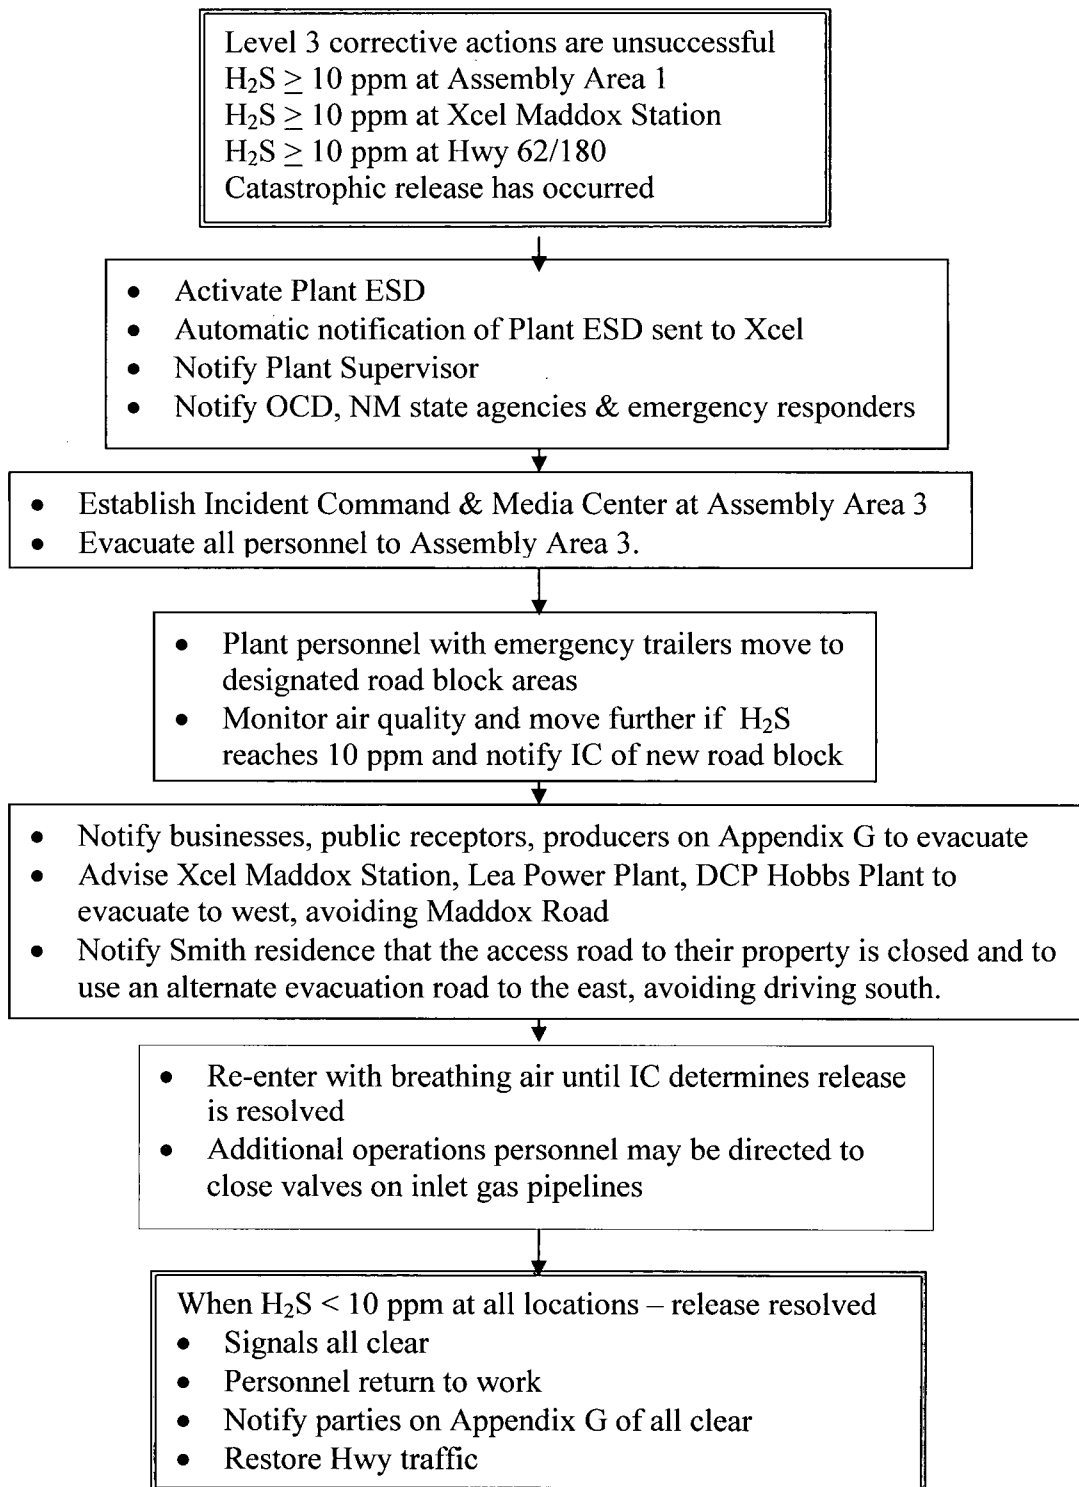 Level 3 corrective actions are unsuccessful
H₂S ≥ 10 ppm at Assembly Area 1
H₂S ≥ 10 ppm at Xcel Maddox Station
H₂S ≥ 10 ppm at Hwy 62/180
Catastrophic release has occurred
• Activate Plant ESD
• Automatic notification of Plant ESD sent to Xcel
• Notify Plant Supervisor
• Notify OCD, NM state agencies & emergency responders
• Establish Incident Command & Media Center at Assembly Area 3
• Evacuate all personnel to Assembly Area 3.
• Plant personnel with emergency trailers move to
designated road block areas
• Monitor air quality and move further if H₂S
reaches 10 ppm and notify IC of new road block
• Notify businesses, public receptors, producers on Appendix G to evacuate
• Advise Xcel Maddox Station, Lea Power Plant, DCP Hobbs Plant to
evacuate to west, avoiding Maddox Road
• Notify Smith residence that the access road to their property is closed and to
use an alternate evacuation road to the east, avoiding driving south.
• Re-enter with breathing air until IC determines release
is resolved
• Additional operations personnel may be directed to
close valves on inlet gas pipelines
When H₂S < 10 ppm at all locations – release resolved
• Signals all clear
• Personnel return to work
• Notify parties on Appendix G of all clear
• Restore Hwy traffic